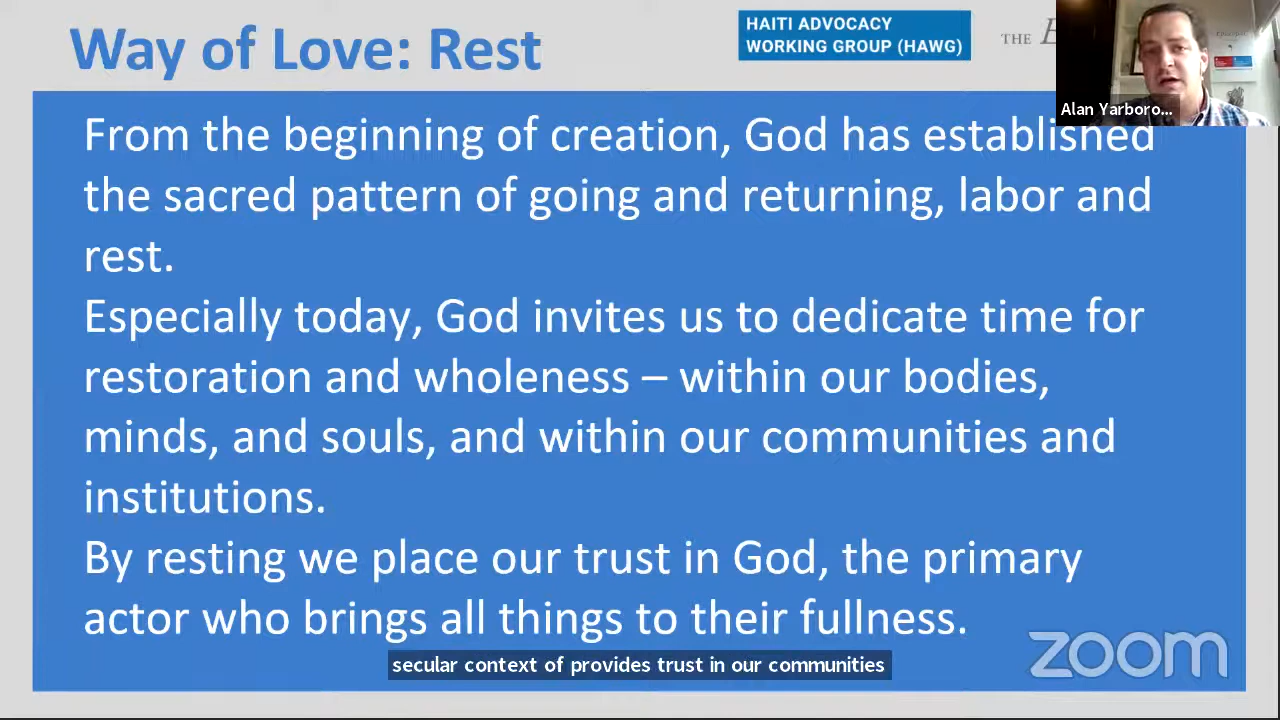 Way of Love: Rest
HAITI ADVOCACY
WORKING GROUP (HAWG)
THE
Alan Yarboro...
From the beginning of creation, God has established
the sacred pattern of going and returning, labor and
rest.
Especially today, God invites us to dedicate time for
restoration and wholeness – within our bodies,
minds, and souls, and within our communities and
institutions.
By resting we place our trust in God, the primary
actor who brings all things to their fullness.
secular context of provides trust in our communities
zoom